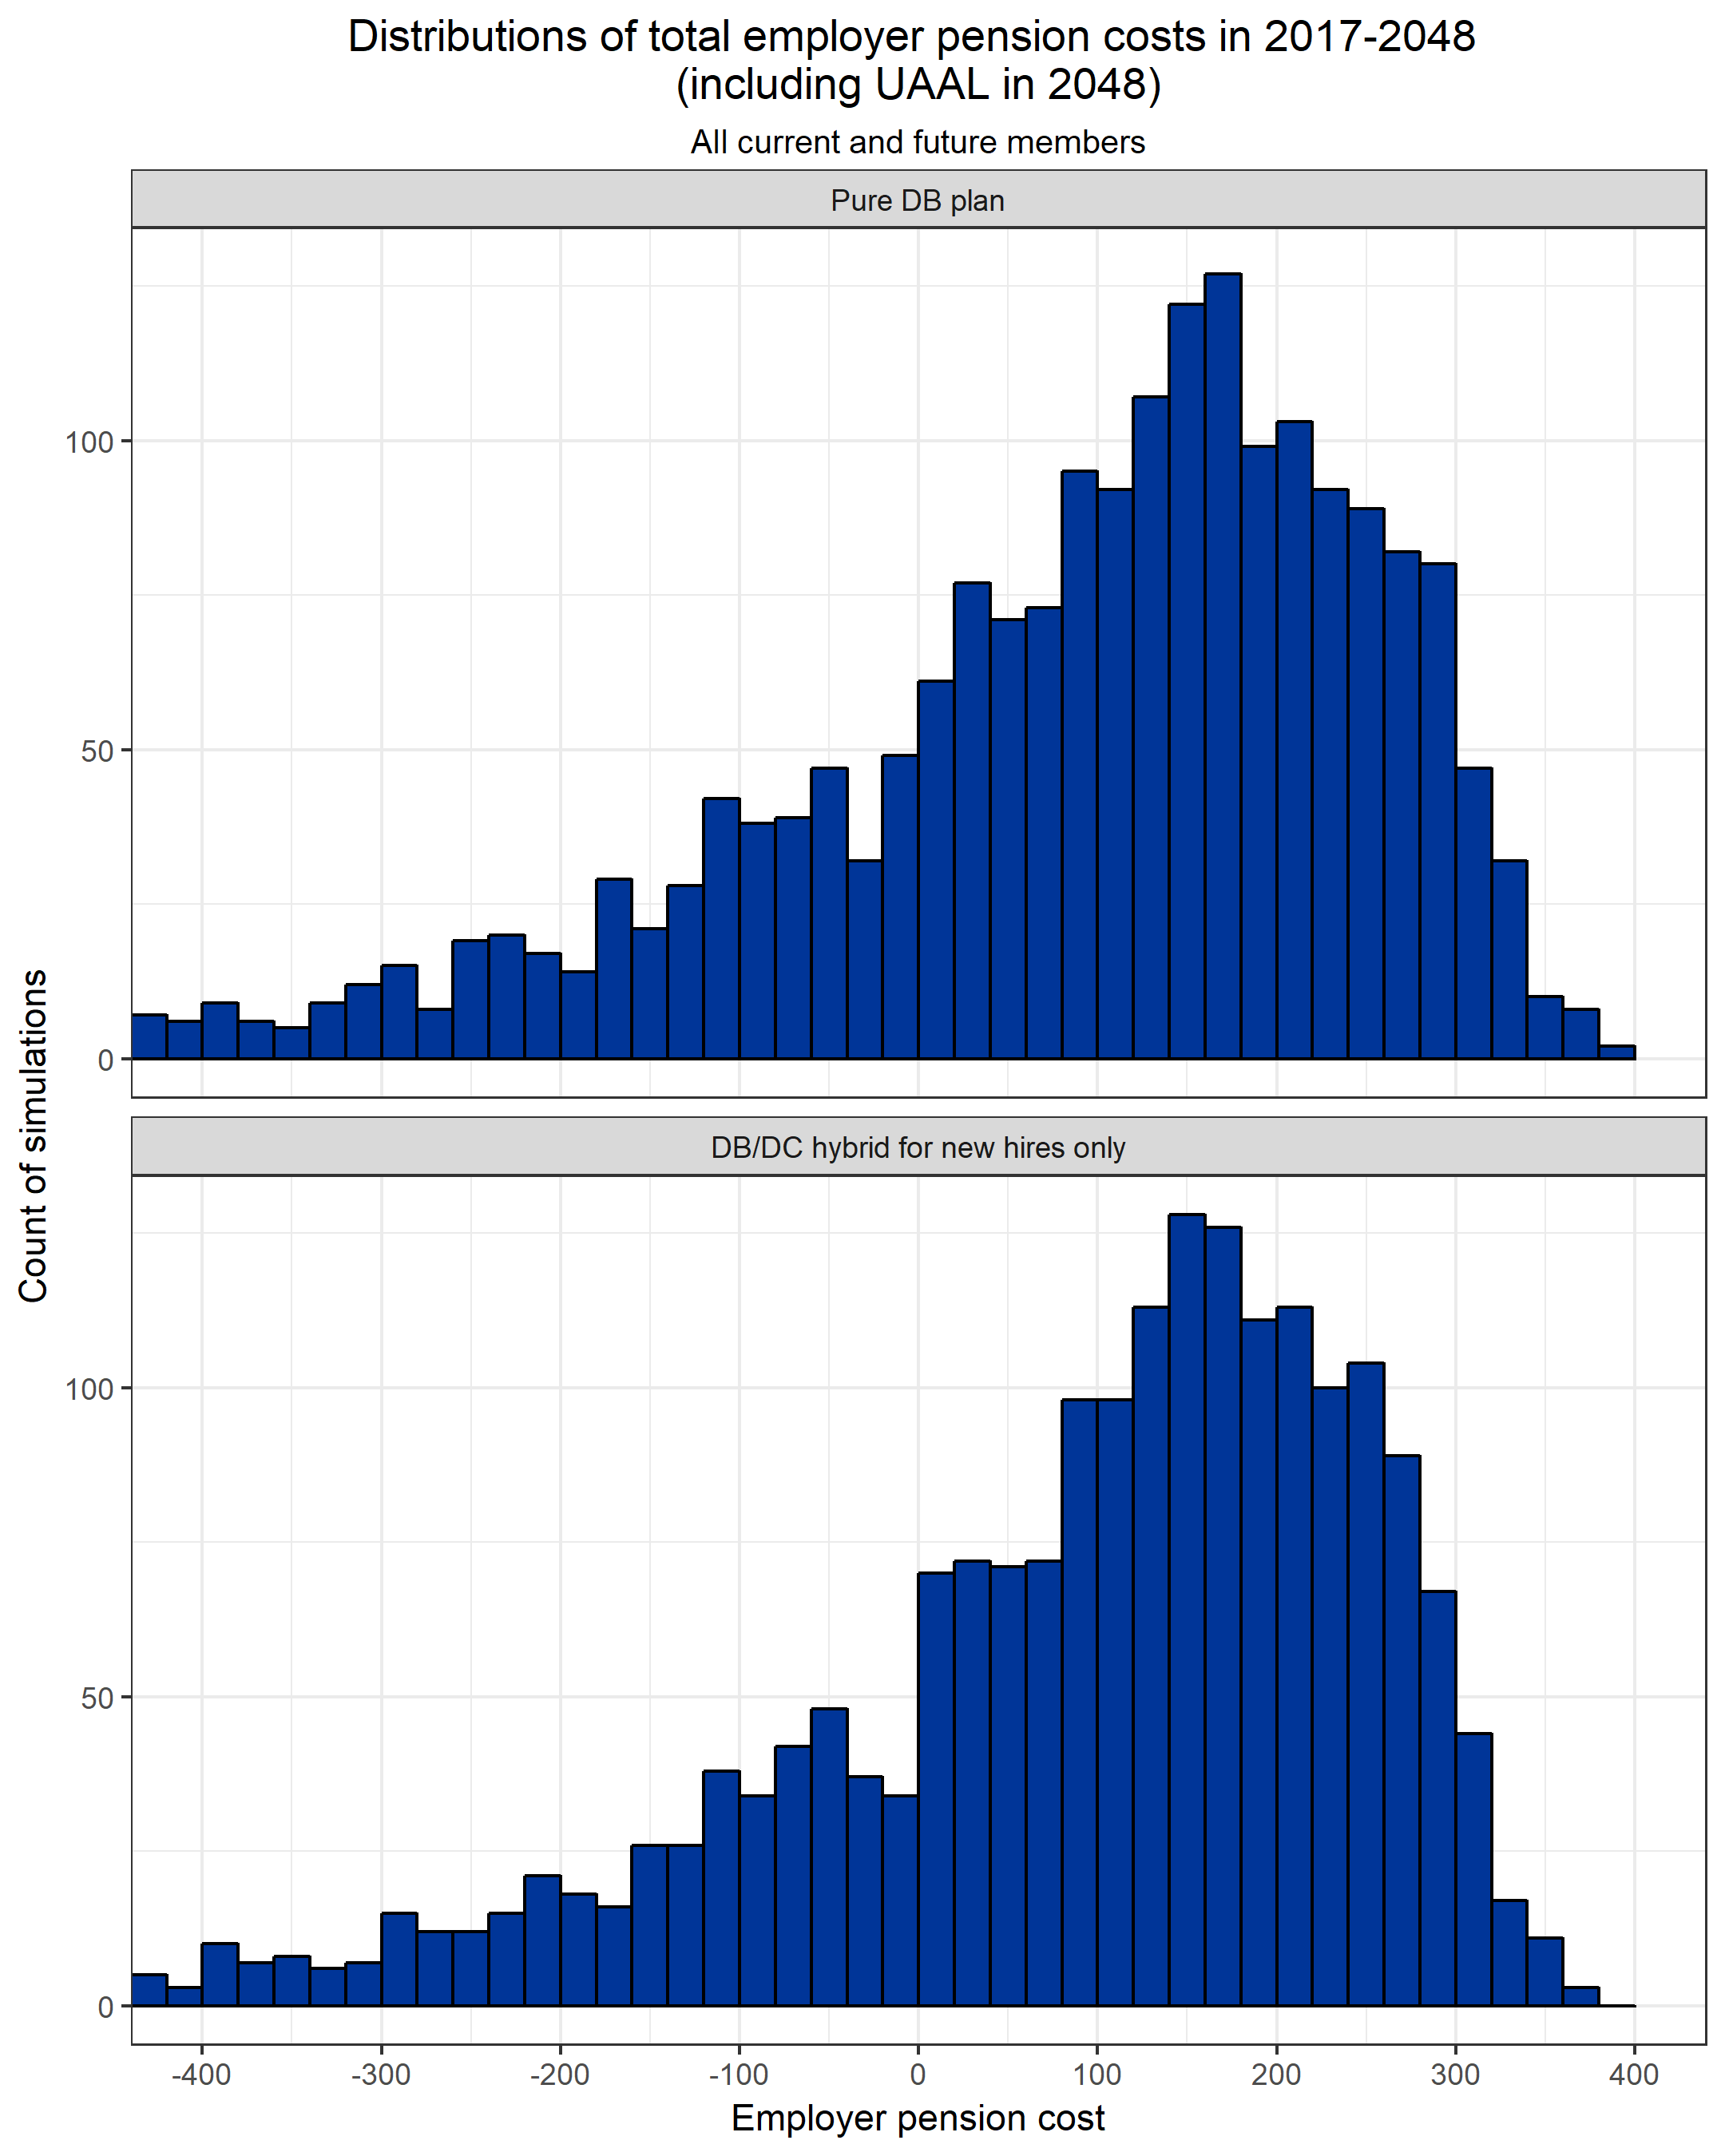 Distributions of total employer pension costs in 2017-2048
(including UAAL in 2048)
All current and future members
Pure DB plan
100
50
0
Count of simulations
DB/DC hybrid for new hires only
100
50
0
-400 -300 -200 -100 0 100 200 300 400
Employer pension cost